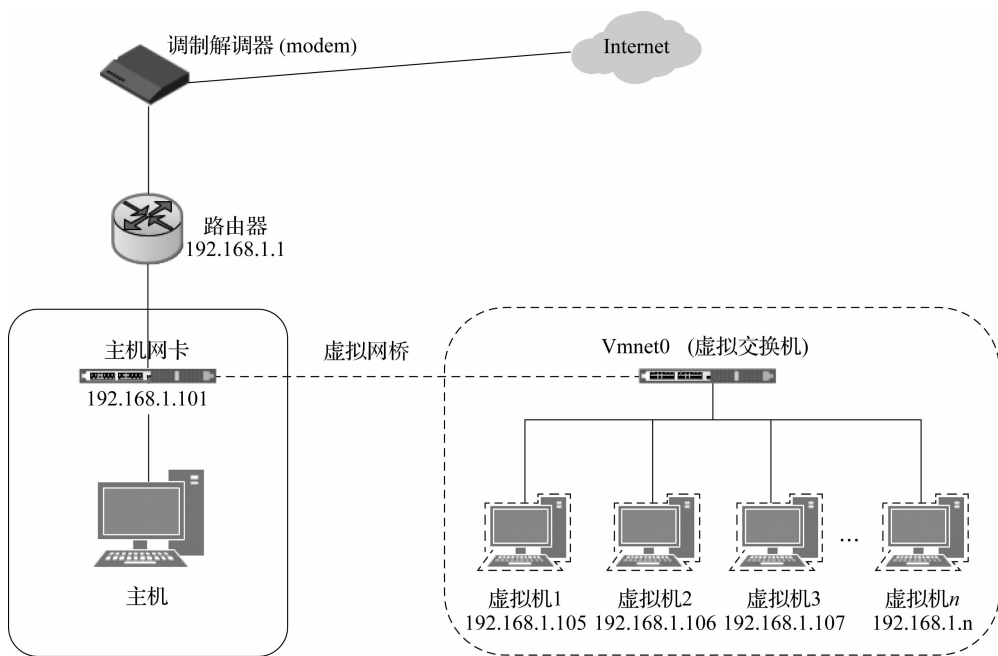 调制解调器 (modem)
Internet
路由器
192.168.1.1
主机网卡
192.168.1.101
虚拟网桥
Vmnet0 (虚拟交换机)
主机
…
虚拟机1
192.168.1.105
虚拟机2
192.168.1.106
虚拟机3
192.168.1.107
虚拟机n
192.168.1.n